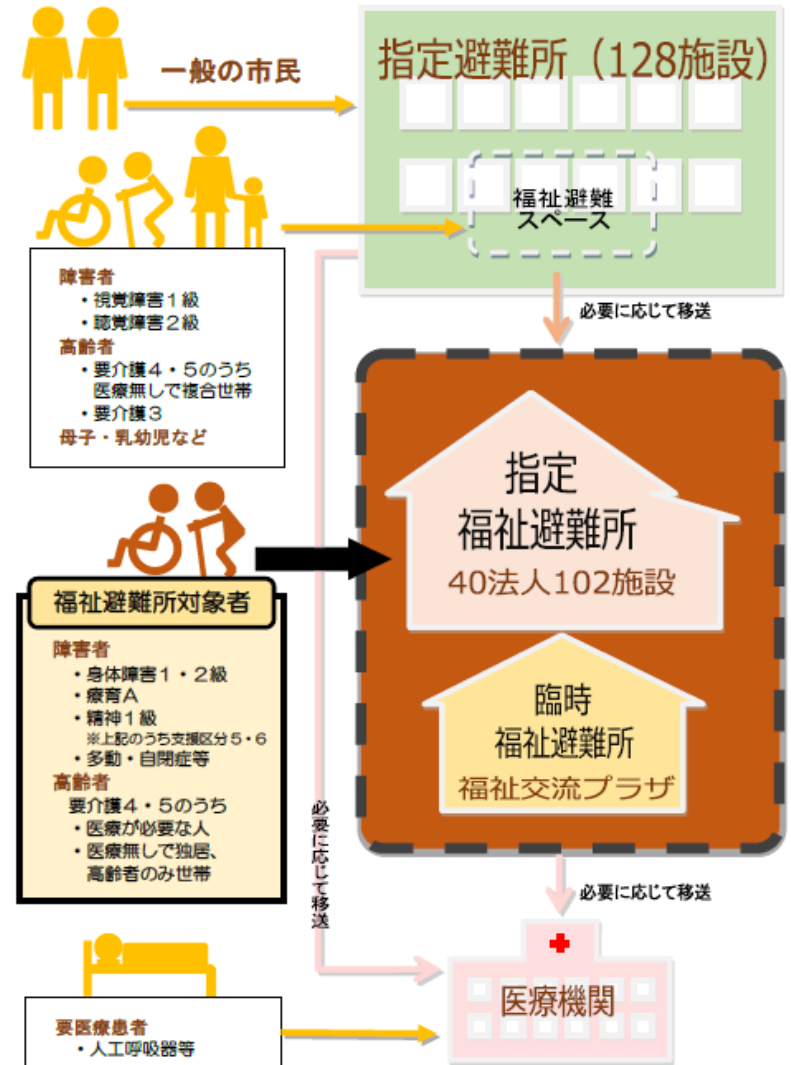 一般の市民
指定避難所（128施設）
福祉避難
スペース
障害者
・視覚障害１級
・聴覚障害２級
高齢者
・要介護４・５のうち
医療無しで複合世帯
・要介護３
母子・乳幼児など
必要に応じて移送
指定
福祉避難所
40法人102施設
福祉避難所対象者
障害者
・身体障害１・２級
・療育A
・精神１級
※上記のうち支援区分５・６
・多動・自閉症等
高齢者
要介護４・５のうち
・医療が必要な人
・医療無しで独居、
高齢者のみ世帯
臨時
福祉避難所
福祉交流プラザ
必要に応じて移送
必要に応じて移送
医療機関
要医療患者
・人工呼吸器等